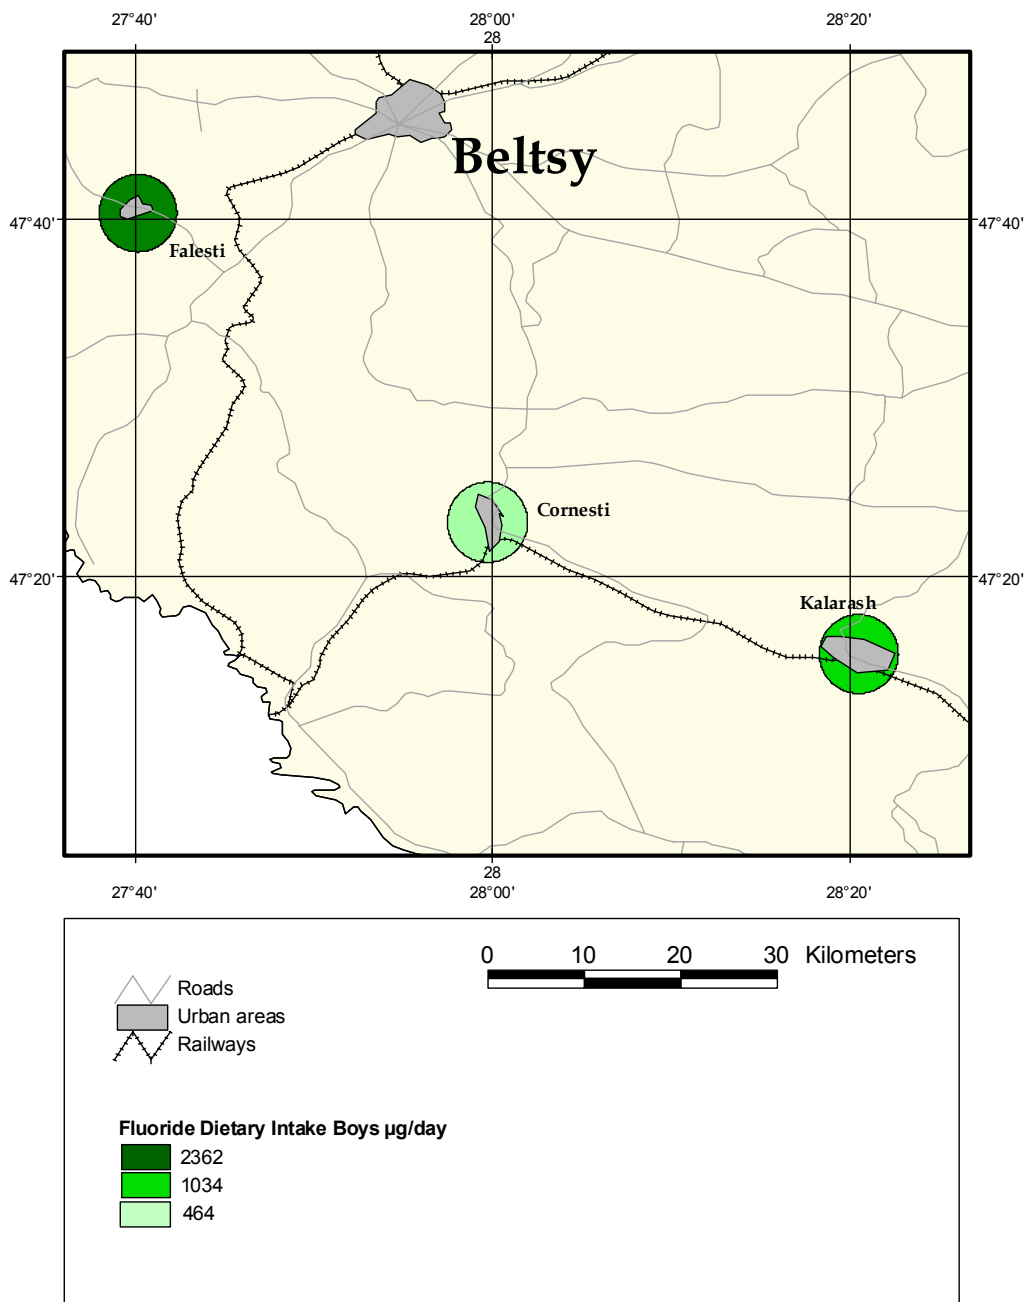 27°40' 28°00' 28°20'
28
Beltsy
47°40' 47°40'
Falesti
Cornesti
47°20' 47°20'
Kalarash
28
27°40' 28°00' 28°20'
0 10 20 30 Kilometers
Roads
Urban areas
Railways
Fluoride Dietary Intake Boys µg/day
2362
1034
464